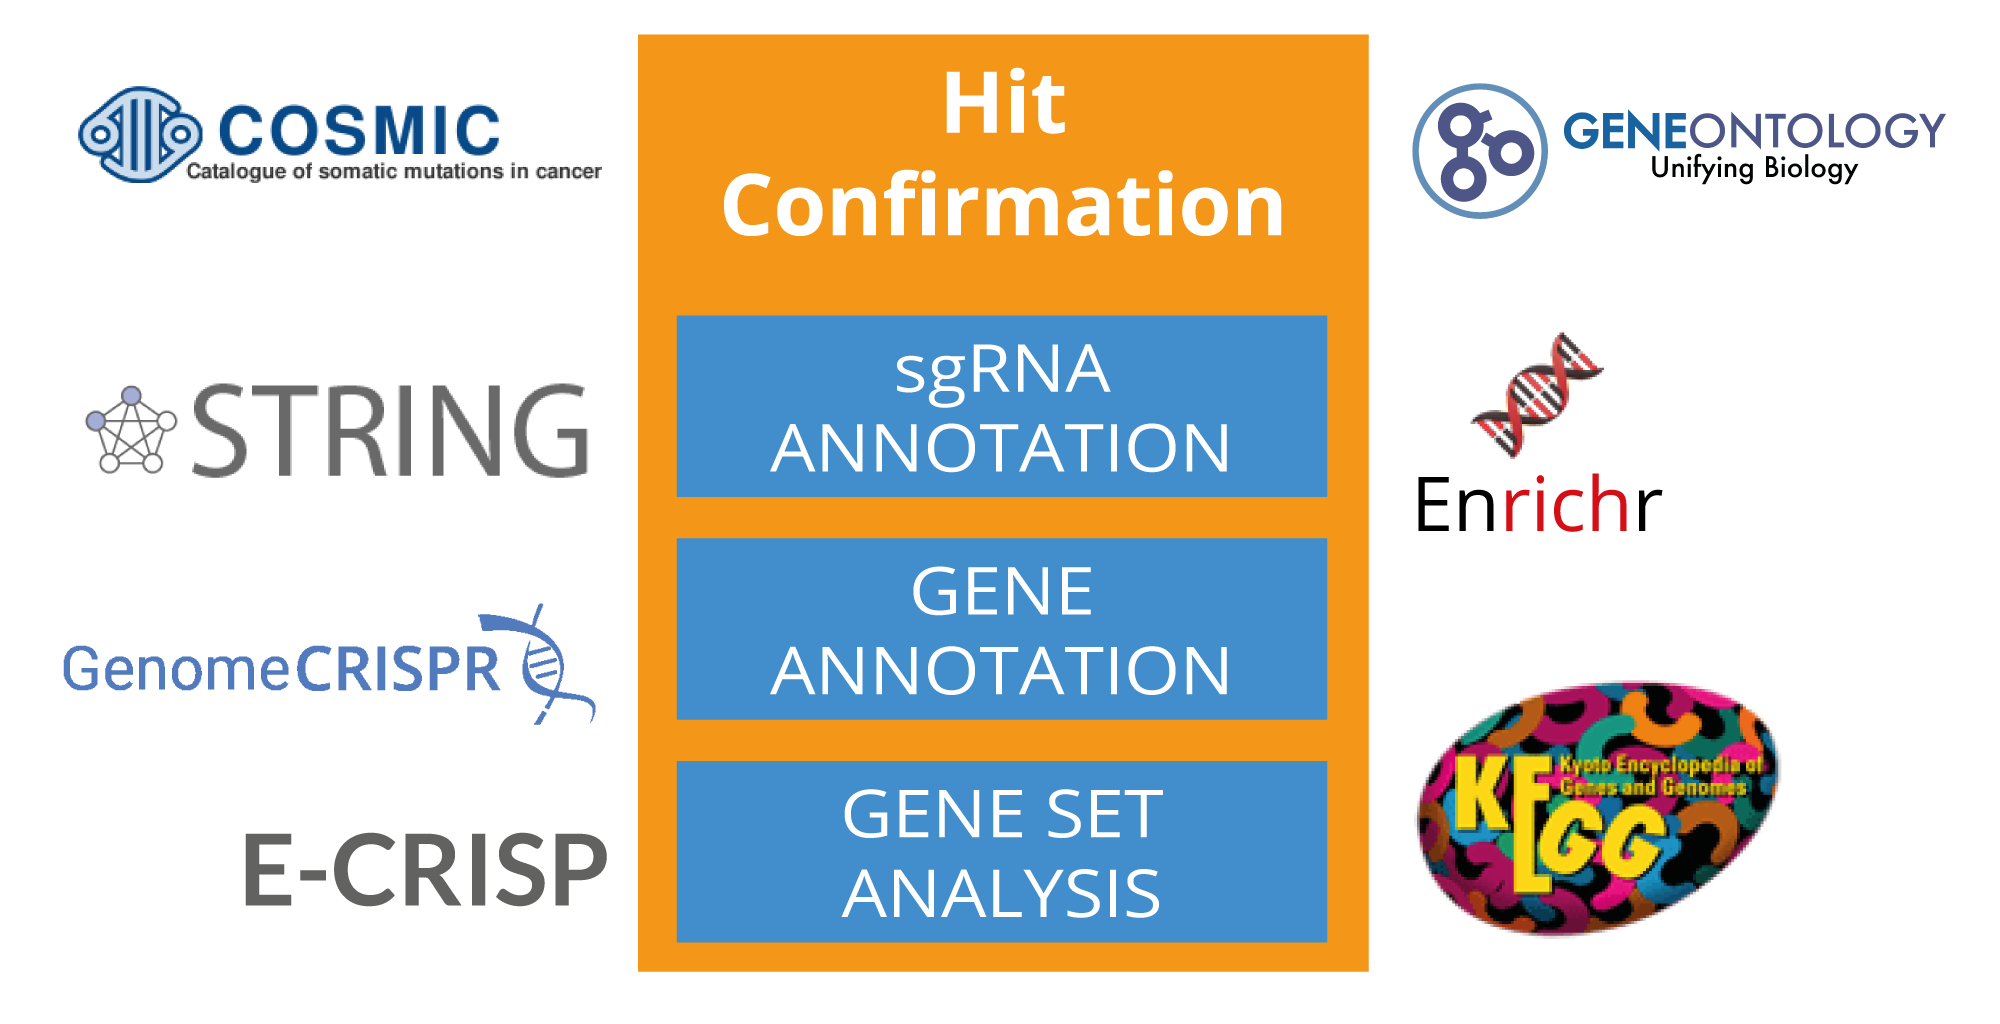 COSMIC
Catalogue of somatic mutations in cancer
STRING
GenomeCRISPR
E-CRISP
Hit
Confirmation
sgRNA
ANNOTATION
GENE
ANNOTATION
GENE SET
ANALYSIS
go
GENEONTOLOGY
Unifying Biology
Enrichr
KEGG
Kyoto Encyclopedia of
Genes and Genomes